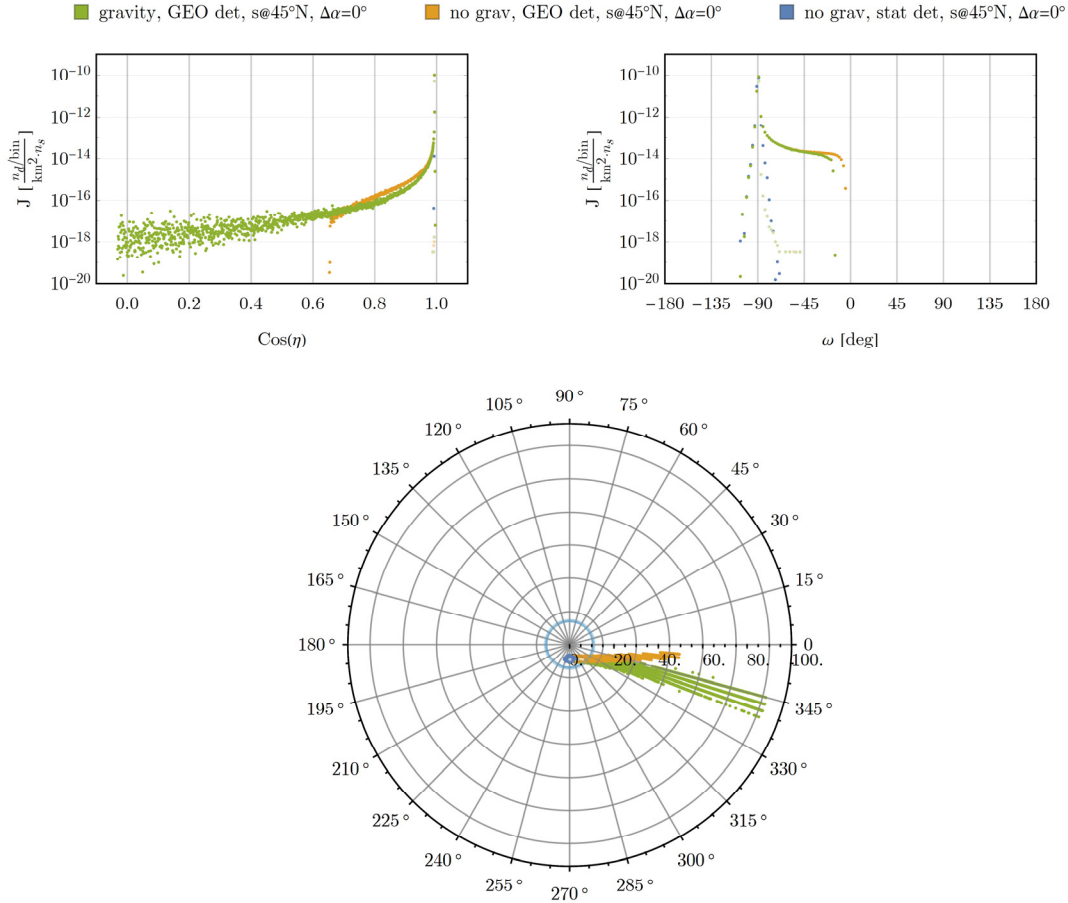 gravity, GEO det, s@45°N, Δα=0°
no grav, GEO det, s@45°N, Δα=0°
no grav, stat det, s@45°N, Δα=0°
J [n_d/bin / km²·n_s]
10⁻¹⁰
10⁻¹²
10⁻¹⁴
10⁻¹⁶
10⁻¹⁸
10⁻²⁰
0.0 0.2 0.4 0.6 0.8 1.0
Cos(η)
J [n_d/bin / km²·n_s]
10⁻¹⁰
10⁻¹²
10⁻¹⁴
10⁻¹⁶
10⁻¹⁸
10⁻²⁰
−180 −135 −90 −45 0 45 90 135 180
ω [deg]
90°
105° 75°
120° 60°
135° 45°
150° 30°
165° 15°
180° 0
0. 20. 40. 60. 80. 100.
195° 345°
210° 330°
225° 315°
240° 300°
255° 285°
270°